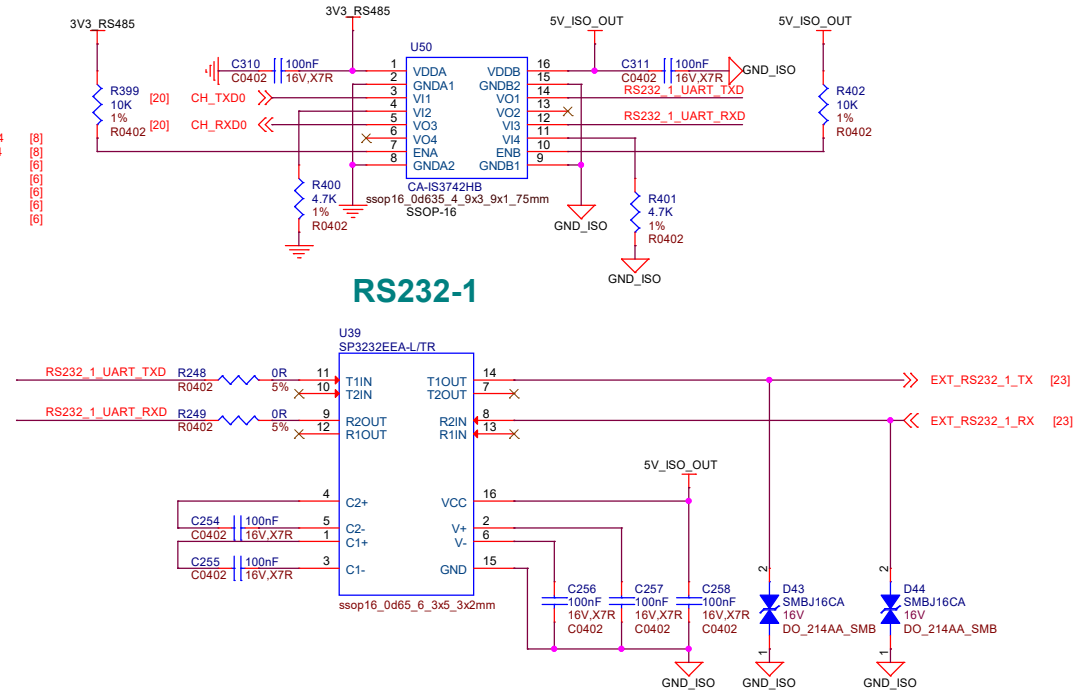 3V3_RS485
3V3_RS485
5V_ISO_OUT
5V_ISO_OUT
U50
C310 100nF
C0402 16V,X7R
1 VDDA
2 GNDA1
3 VI1
4 VI2
5 VO3
6 VO4
7 ENA
8 GNDA2
VDDB 16
GNDB2 15
VO1 14
VO2 13
VI3 12
VI4 11
ENB 10
GNDB1 9
C311 100nF
C0402 16V,X7R
GND_ISO
RS232_1_UART_TXD
RS232_1_UART_RXD
R399
10K
1%
R0402
[20] CH_TXD0
[20] CH_RXD0
R402
10K
1%
R0402
4 [8]
4 [8]
[6]
[6]
[6]
[6]
[6]
CA-IS3742HB
ssop16_0d635_4_9x3_9x1_75mm
SSOP-16
R400
4.7K
1%
R0402
GND_ISO
R401
4.7K
1%
R0402
GND_ISO
RS232-1
U39
SP3232EEA-L/TR
RS232_1_UART_TXD R248 0R
R0402 5%
RS232_1_UART_RXD R249 0R
R0402 5%
11 T1IN
10 T2IN
9 R2OUT
12 R1OUT
4 C2+
5 C2-
1 C1+
3 C1-
T1OUT 14
T2OUT 7
R2IN 8
R1IN 13
VCC 16
V+ 2
V- 6
GND 15
EXT_RS232_1_TX [23]
EXT_RS232_1_RX [23]
5V_ISO_OUT
C254 100nF
C0402 16V,X7R
C255 100nF
C0402 16V,X7R
ssop16_0d65_6_3x5_3x2mm
C256
100nF
16V,X7R
C0402
C257
100nF
16V,X7R
C0402
C258
100nF
16V,X7R
C0402
GND_ISO
2
D43
SMBJ16CA
16V
DO_214AA_SMB
1
GND_ISO
2
D44
SMBJ16CA
16V
DO_214AA_SMB
1
GND_ISO